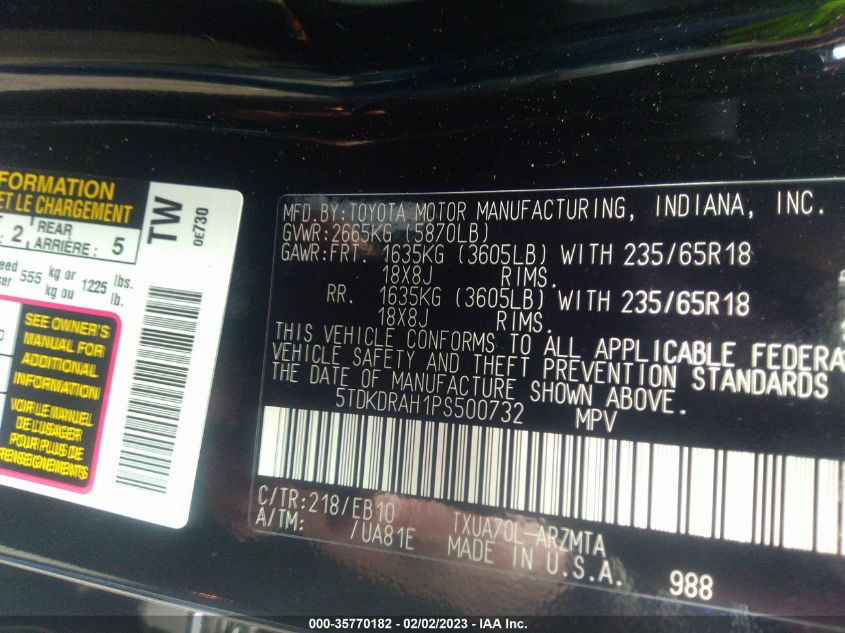 FORMATION
ET LE CHARGEMENT
2 REAR
ARRIÈRE: 5
555 kg or 1225 lbs.
kg ou lb.
SEE OWNER'S
MANUAL FOR
ADDITIONAL
INFORMATION
VOIR LE MANUEL
DE L'USAGER
POUR PLUS DE
RENSEIGNEMENTS
TW
0E730
MFD.BY:TOYOTA MOTOR MANUFACTURING, INDIANA, INC.
GVWR:2665KG (5870LB)
GAWR:FRT 1635KG (3605LB) WITH 235/65R18
18X8J RIMS.
RR. 1635KG (3605LB) WITH 235/65R18
18X8J RIMS.
THIS VEHICLE CONFORMS TO ALL APPLICABLE FEDERA
VEHICLE SAFETY AND THEFT PREVENTION STANDARDS
THE DATE OF MANUFACTURE SHOWN ABOVE.
5TDKDRAH1PS500732 MPV
C/TR:218/EB10 TXUA70L-ARZMTA
A/TM: /UA81E MADE IN U.S.A. 988
000-35770182 - 02/02/2023 - IAA Inc.